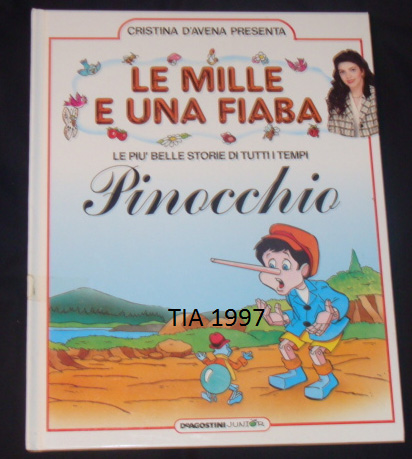 CRISTINA D'AVENA PRESENTA
LE MILLE
E UNA FIABA
LE PIU' BELLE STORIE DI TUTTI I TEMPI
Pinocchio
TIA 1997
DEAGOSTINI JUNIOR